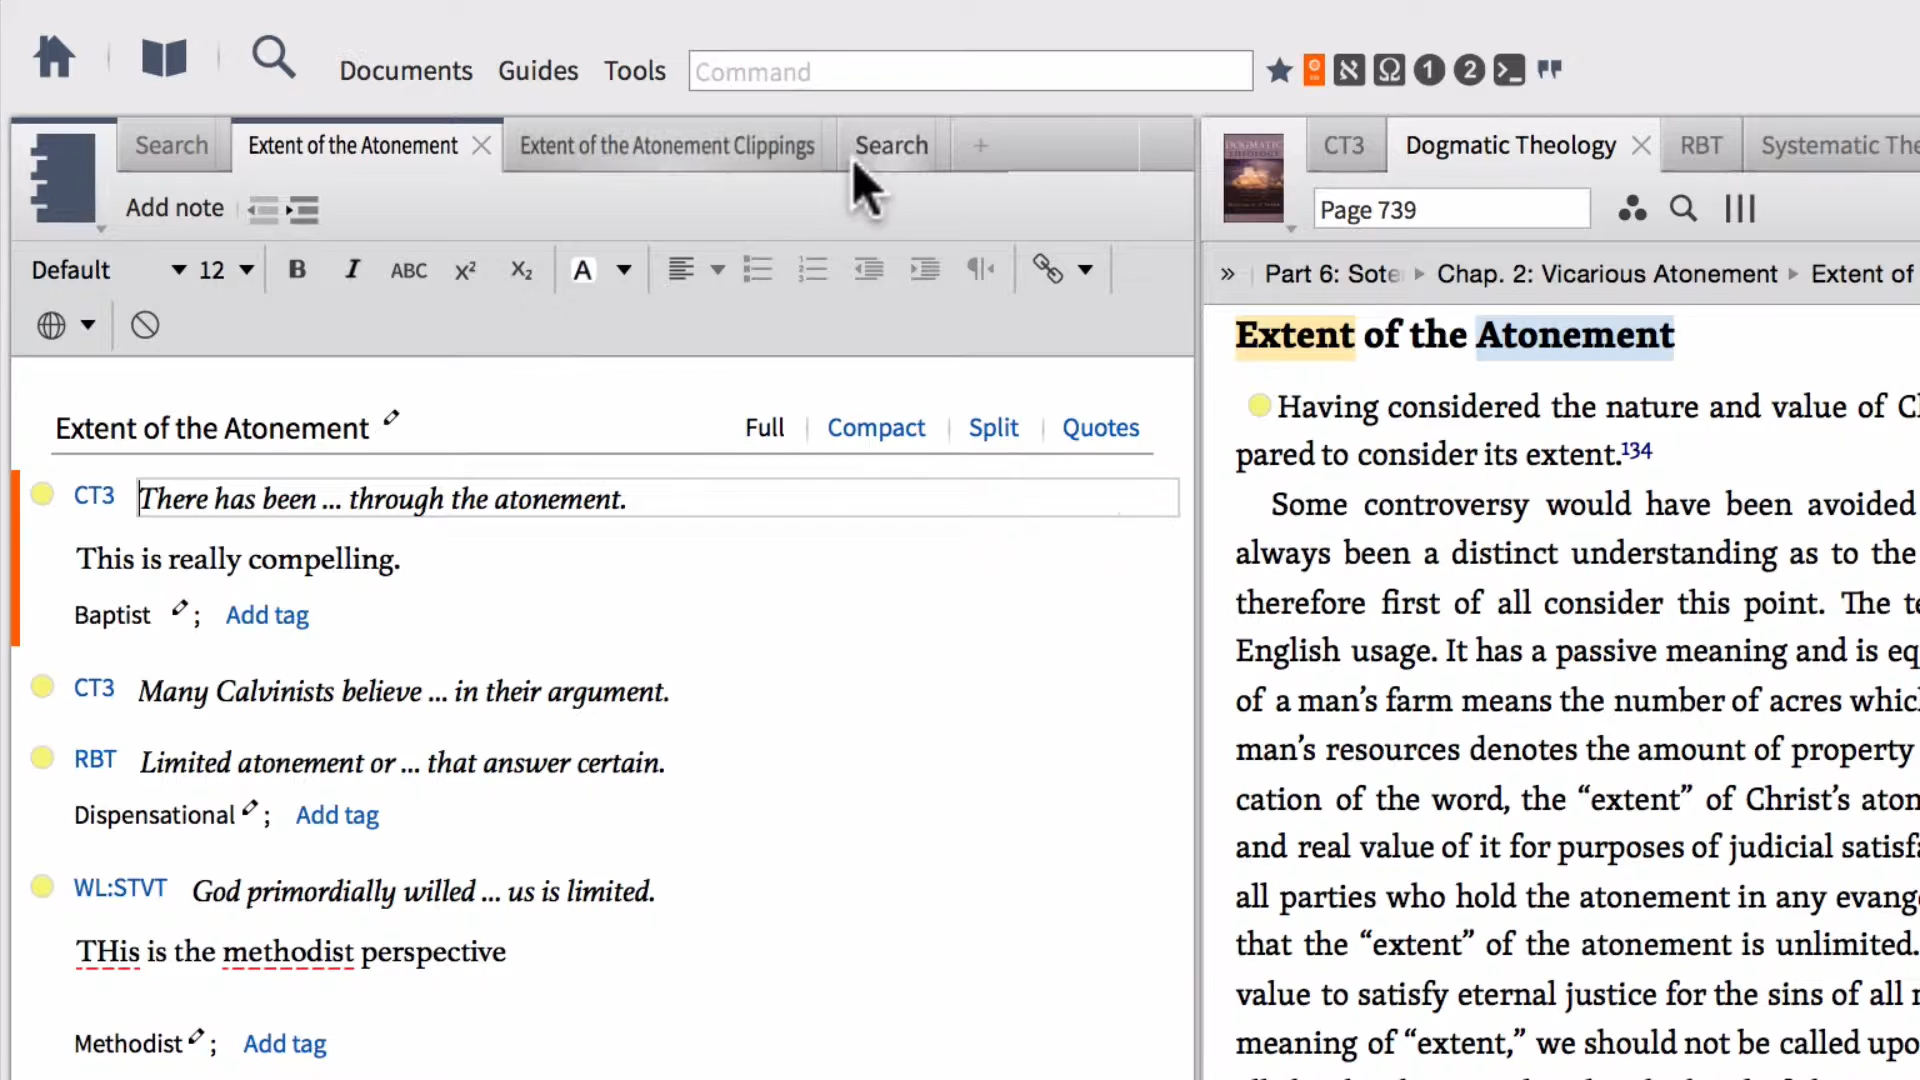 Documents Guides Tools Command
Search Extent of the Atonement Extent of the Atonement Clippings Search +
Add note
Default 12 B I ABC X² X₂ A
Extent of the Atonement Full Compact Split Quotes
CT3 There has been ... through the atonement.
This is really compelling.
Baptist ; Add tag
CT3 Many Calvinists believe ... in their argument.
RBT Limited atonement or ... that answer certain.
Dispensational ; Add tag
WL:STVT God primordially willed ... us is limited.
THis is the methodist perspective
Methodist ; Add tag
CT3 Dogmatic Theology RBT Systematic The
DOGMATIC THEOLOGY
Page 739
» Part 6: Sote Chap. 2: Vicarious Atonement Extent of
Extent of the Atonement
Having considered the nature and value of Ch
pared to consider its extent.¹³⁴
Some controversy would have been avoided
always been a distinct understanding as to the
therefore first of all consider this point. The te
English usage. It has a passive meaning and is eq
of a man’s farm means the number of acres which
man’s resources denotes the amount of property
cation of the word, the “extent” of Christ’s aton
and real value of it for purposes of judicial satisfa
all parties who hold the atonement in any evange
that the “extent” of the atonement is unlimited.
value to satisfy eternal justice for the sins of all
meaning of “extent,” we should not be called upo